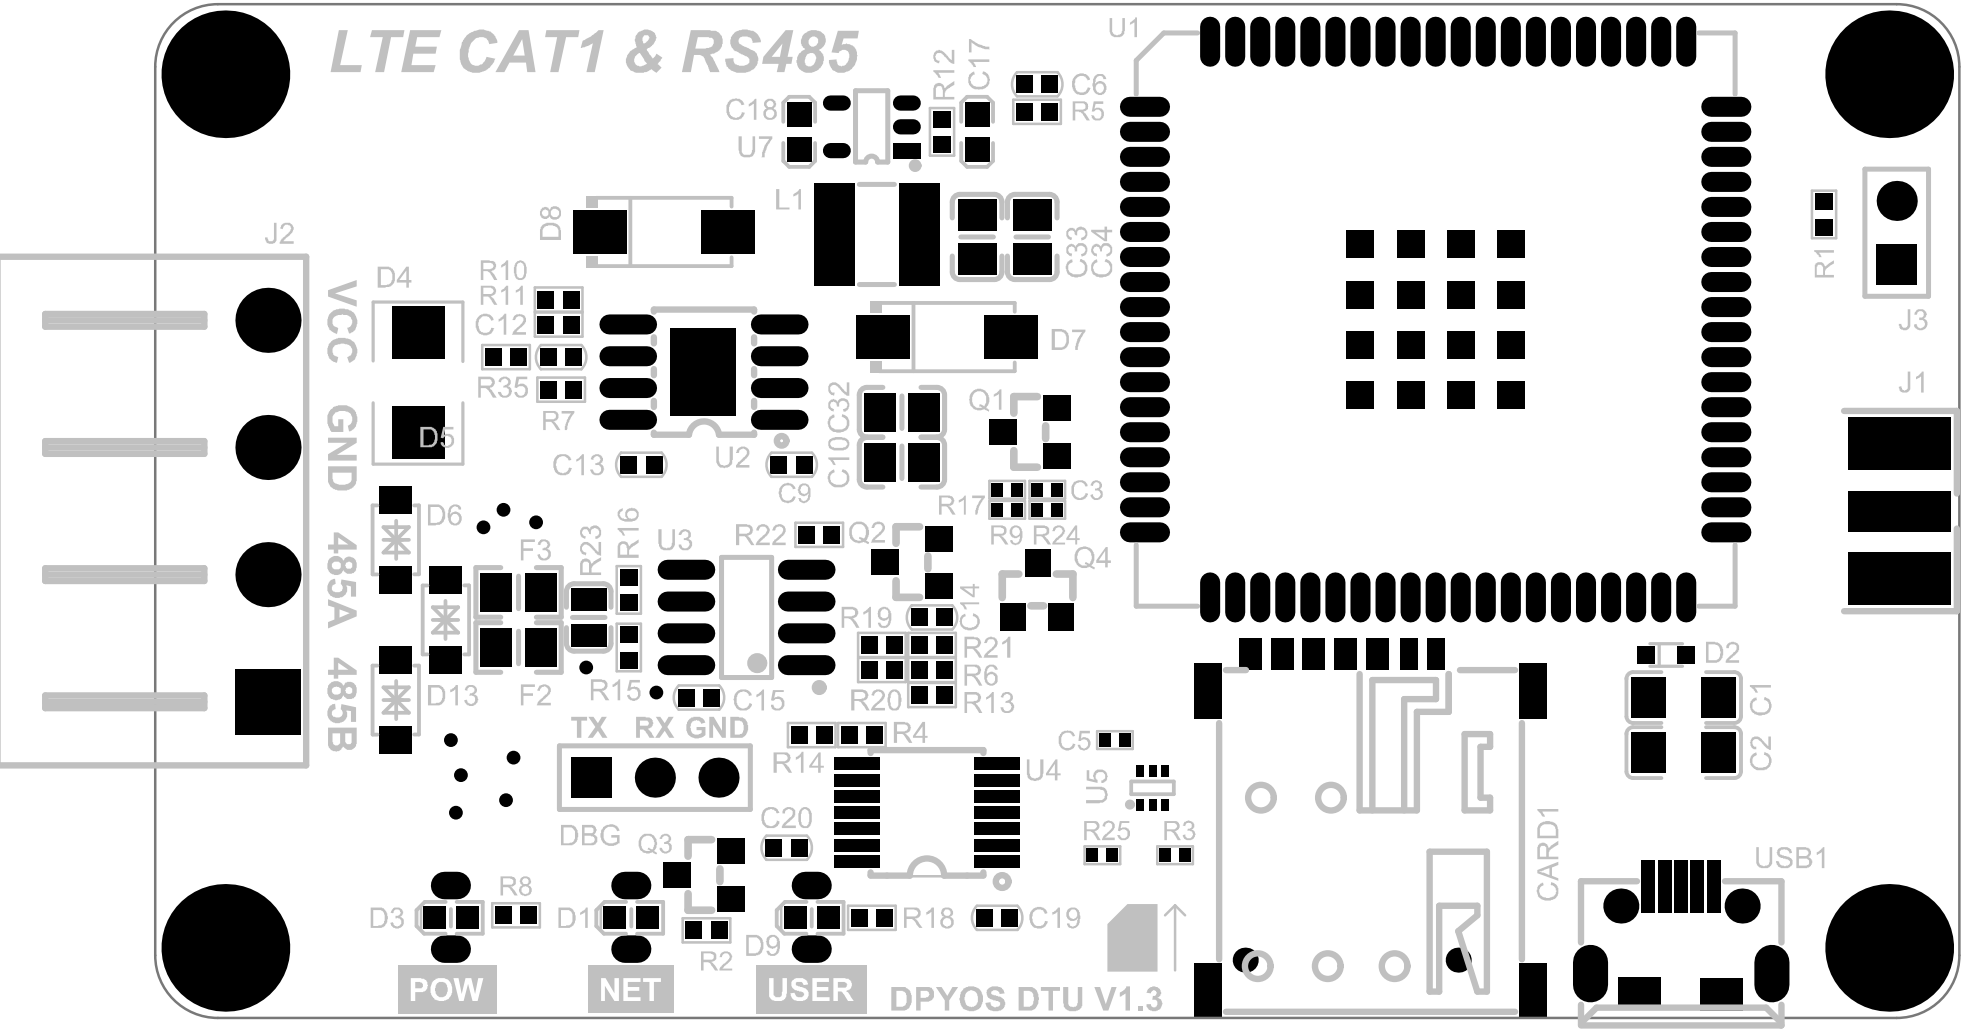 LTE CAT1 & RS485
U1
R12
C17
C6
C18
R5
U7
L1
D8
J2
C33
C34
R1
D4
R10
R11
C12
VCC
J3
D7
R35
R7
C32
Q1
J1
GND
D5
C10
U2
C13
C9
C3
R17
D6
R9
R24
485A
F3
R23
R16
U3
R22
Q2
Q4
C14
R19
R21
D2
485B
D13
F2
R15
C15
R20
R6
R13
C1
TX RX GND
R4
C5
C2
R14
U4
U5
DBG
C20
Q3
R25
R3
CARD1
USB1
D3
R8
D1
R2
D9
R18
C19
POW
NET
USER
DPYOS DTU V1.3